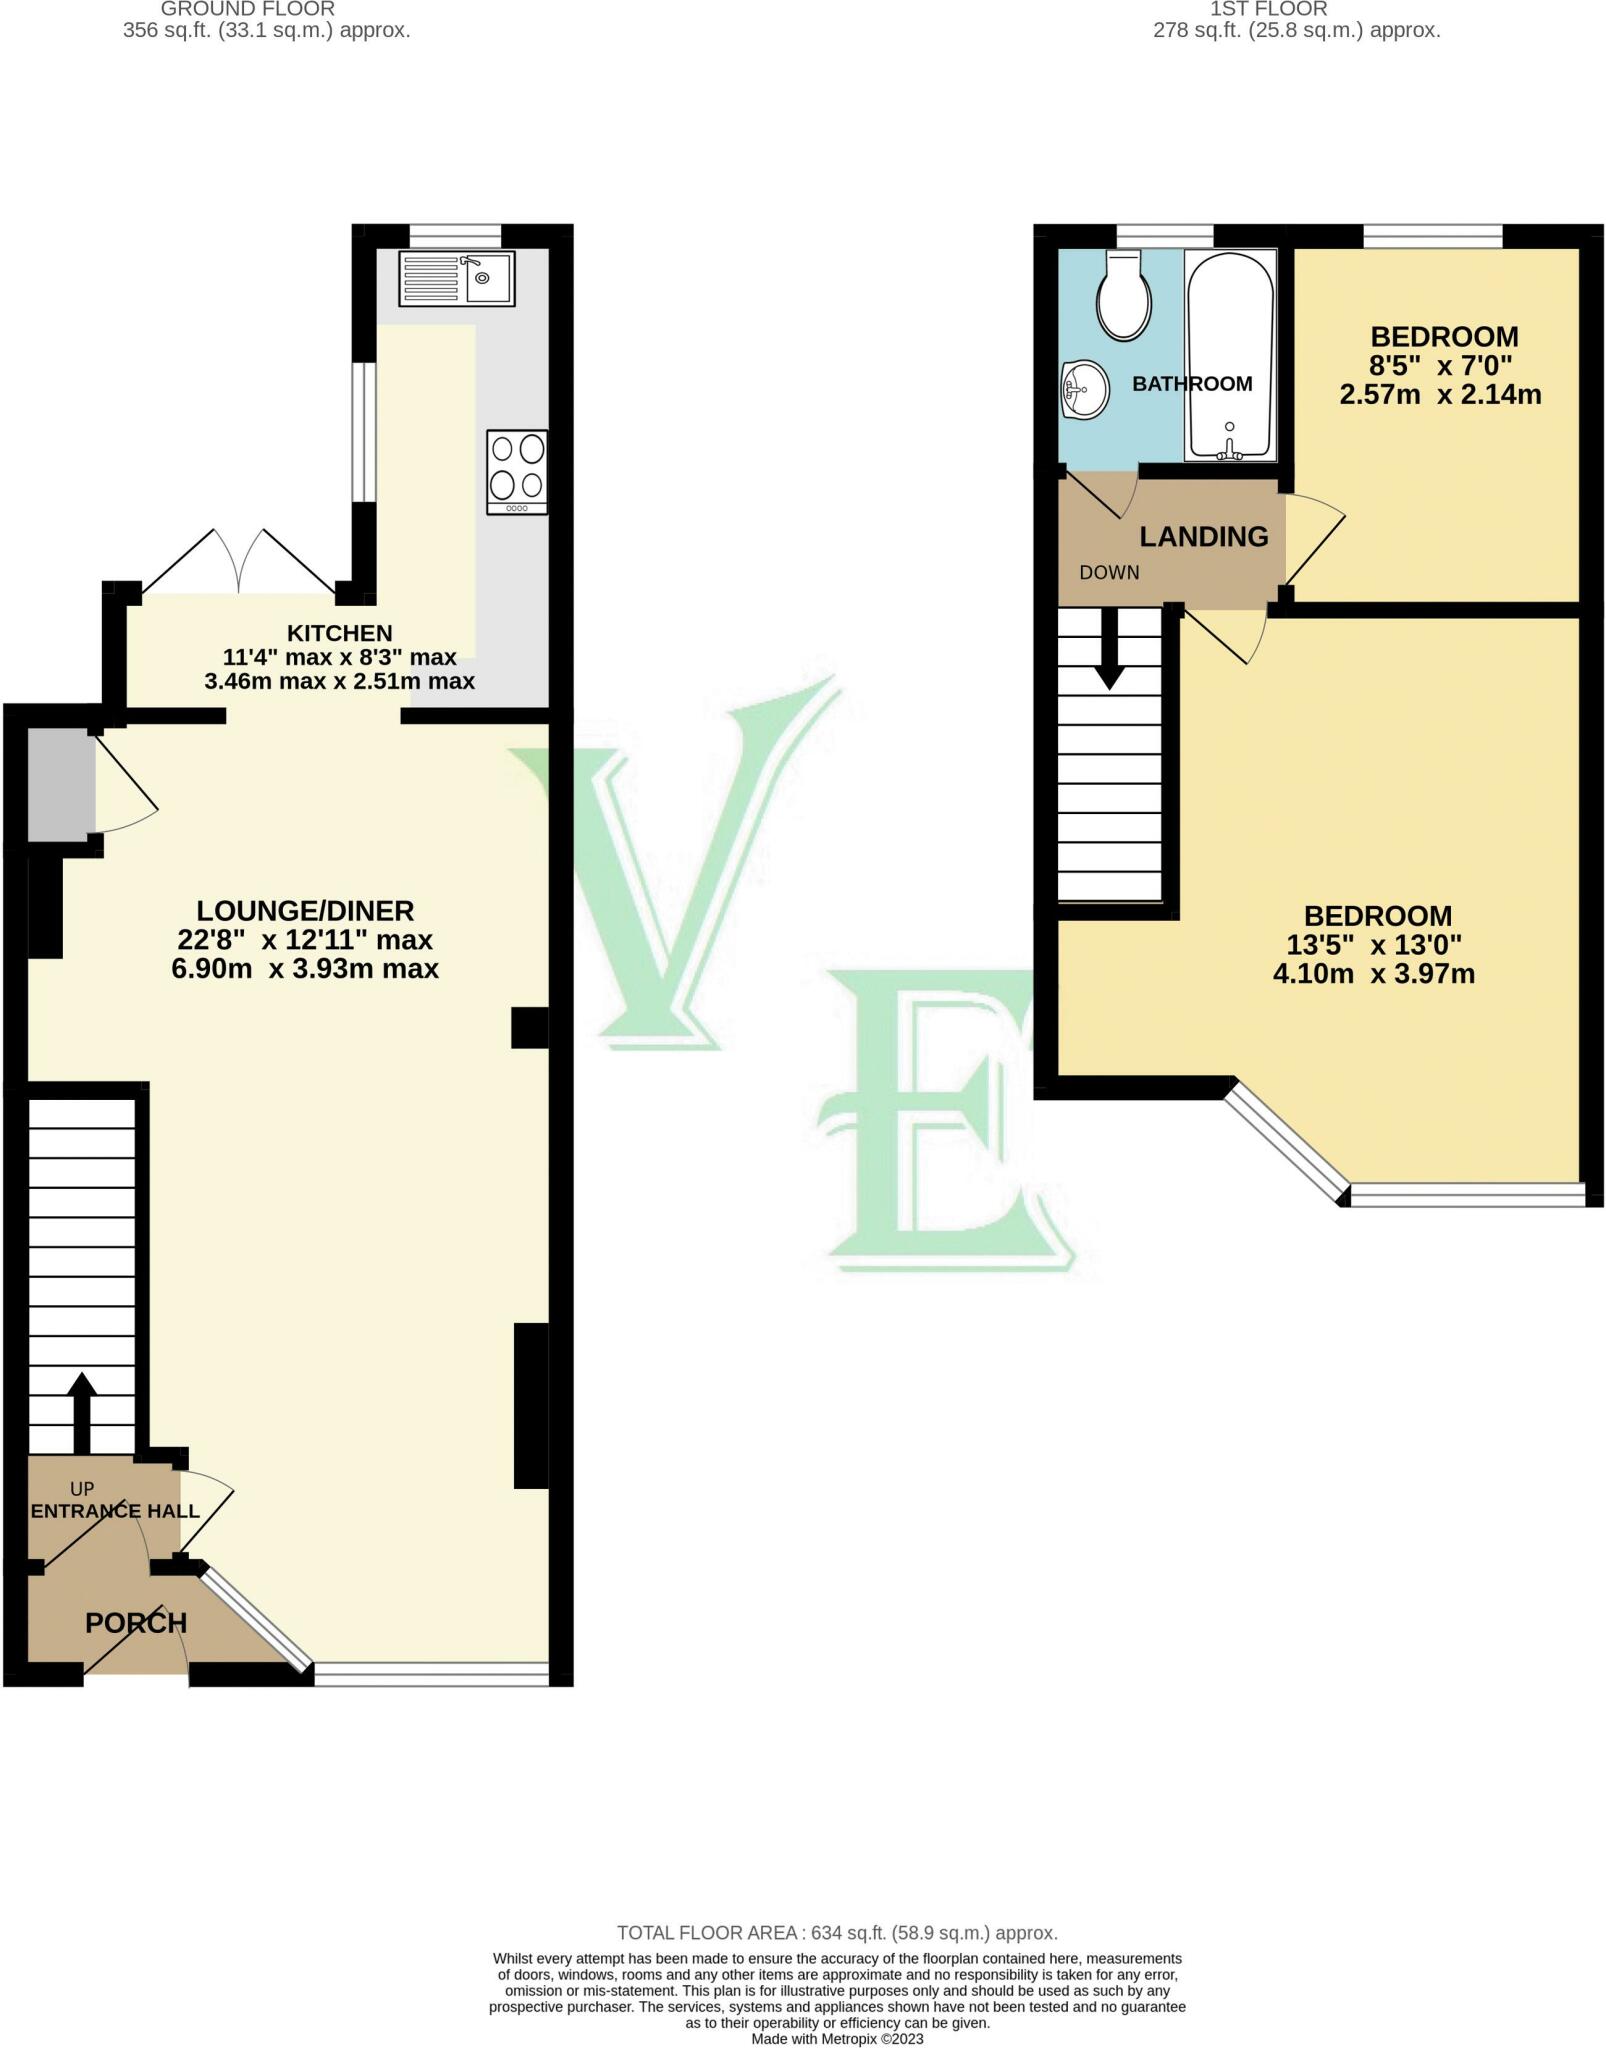 GROUND FLOOR
356 sq.ft. (33.1 sq.m.) approx.
1ST FLOOR
278 sq.ft. (25.8 sq.m.) approx.
KITCHEN
11'4" max x 8'3" max
3.46m max x 2.51m max
LOUNGE/DINER
22'8" x 12'11" max
6.90m x 3.93m max
UP
ENTRANCE HALL
PORCH
BATHROOM
BEDROOM
8'5" x 7'0"
2.57m x 2.14m
LANDING
DOWN
BEDROOM
13'5" x 13'0"
4.10m x 3.97m
V
E
TOTAL FLOOR AREA : 634 sq.ft. (58.9 sq.m.) approx.
Whilst every attempt has been made to ensure the accuracy of the floorplan contained here, measurements
of doors, windows, rooms and any other items are approximate and no responsibility is taken for any error,
omission or mis-statement. This plan is for illustrative purposes only and should be used as such by any
prospective purchaser. The services, systems and appliances shown have not been tested and no guarantee
as to their operability or efficiency can be given.
Made with Metropix ©2023